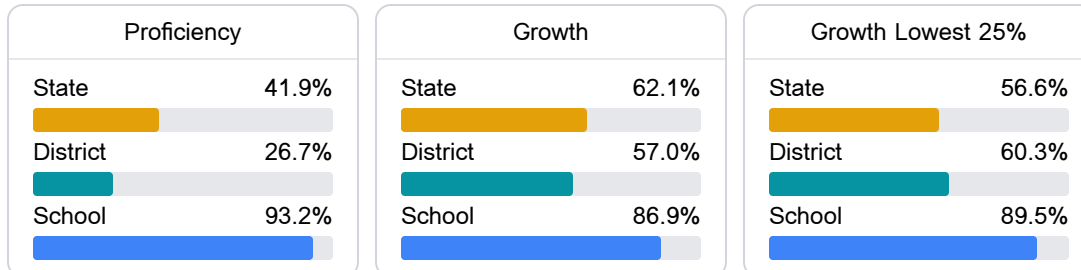 Proficiency
State 41.9%
District 26.7%
School 93.2%
Growth
State 62.1%
District 57.0%
School 86.9%
Growth Lowest 25%
State 56.6%
District 60.3%
School 89.5%